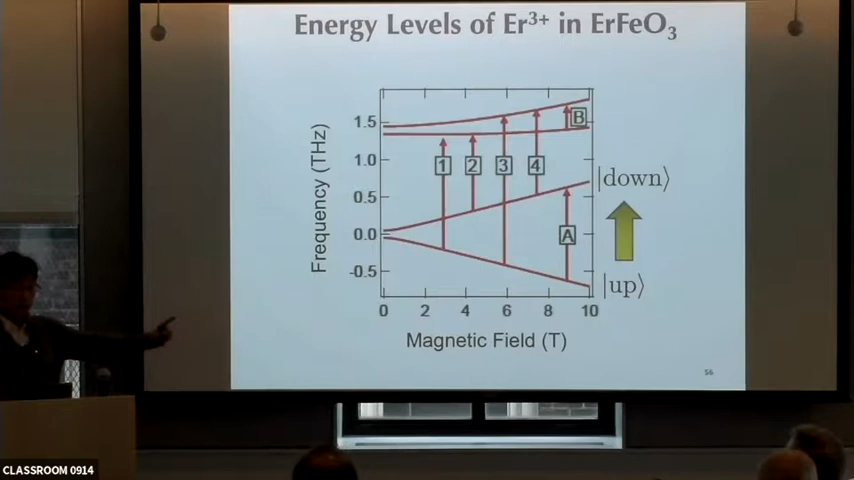 Energy Levels of Er³⁺ in ErFeO₃
Frequency (THz)
1.5
1.0
0.5
0.0
-0.5
1
2
3
4
B
A
|down⟩
|up⟩
0 2 4 6 8 10
Magnetic Field (T)
56
CLASSROOM 0914